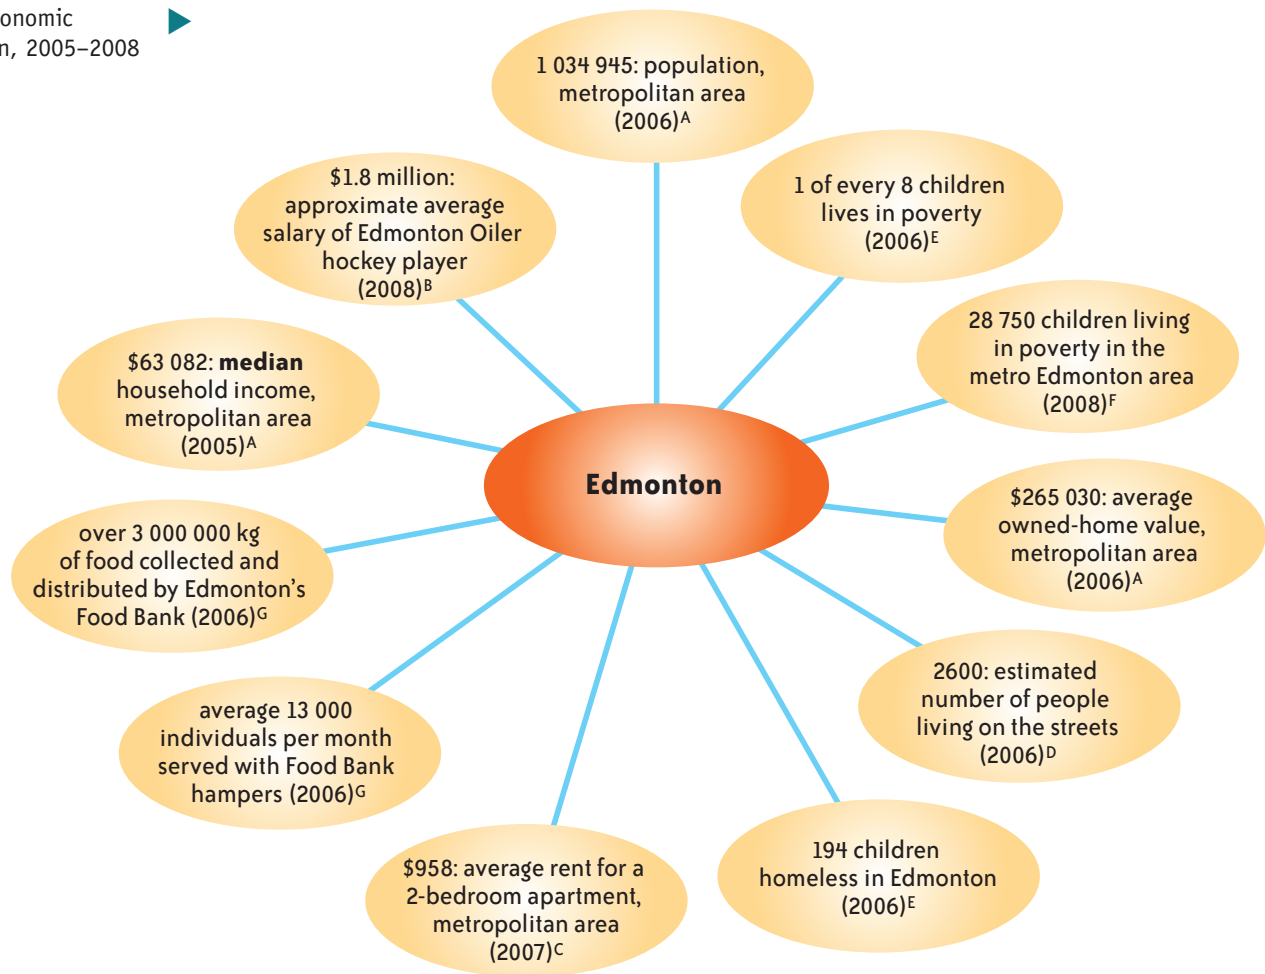 onomic
n, 2005–2008
1 034 945: population,
metropolitan area
(2006)A
1 of every 8 children
lives in poverty
(2006)E
28 750 children living
in poverty in the
metro Edmonton area
(2008)F
$265 030: average
owned-home value,
metropolitan area
(2006)A
2600: estimated
number of people
living on the streets
(2006)D
194 children
homeless in Edmonton
(2006)E
$958: average rent for a
2-bedroom apartment,
metropolitan area
(2007)C
average 13 000
individuals per month
served with Food Bank
hampers (2006)G
over 3 000 000 kg
of food collected and
distributed by Edmonton's
Food Bank (2006)G
$63 082: median
household income,
metropolitan area
(2005)A
$1.8 million:
approximate average
salary of Edmonton Oiler
hockey player
(2008)B
Edmonton